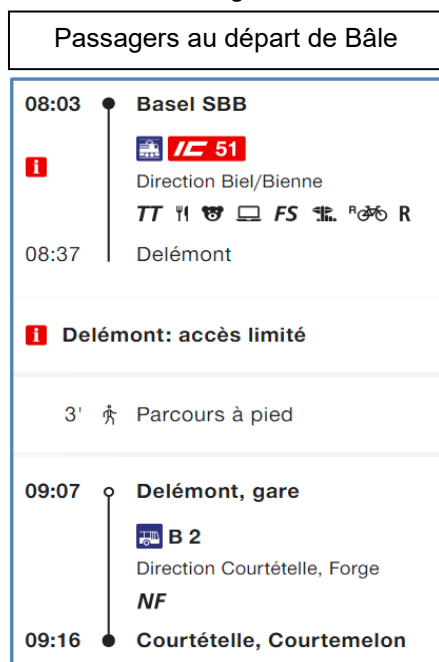 Passagers au départ de Bâle
08:03 Basel SBB
IC 51
i
Direction Biel/Bienne
TT FS R R
08:37 Delémont
i Delémont: accès limité
3' Parcours à pied
09:07 Delémont, gare
B 2
Direction Courtételle, Forge
NF
09:16 Courtételle, Courtemelon